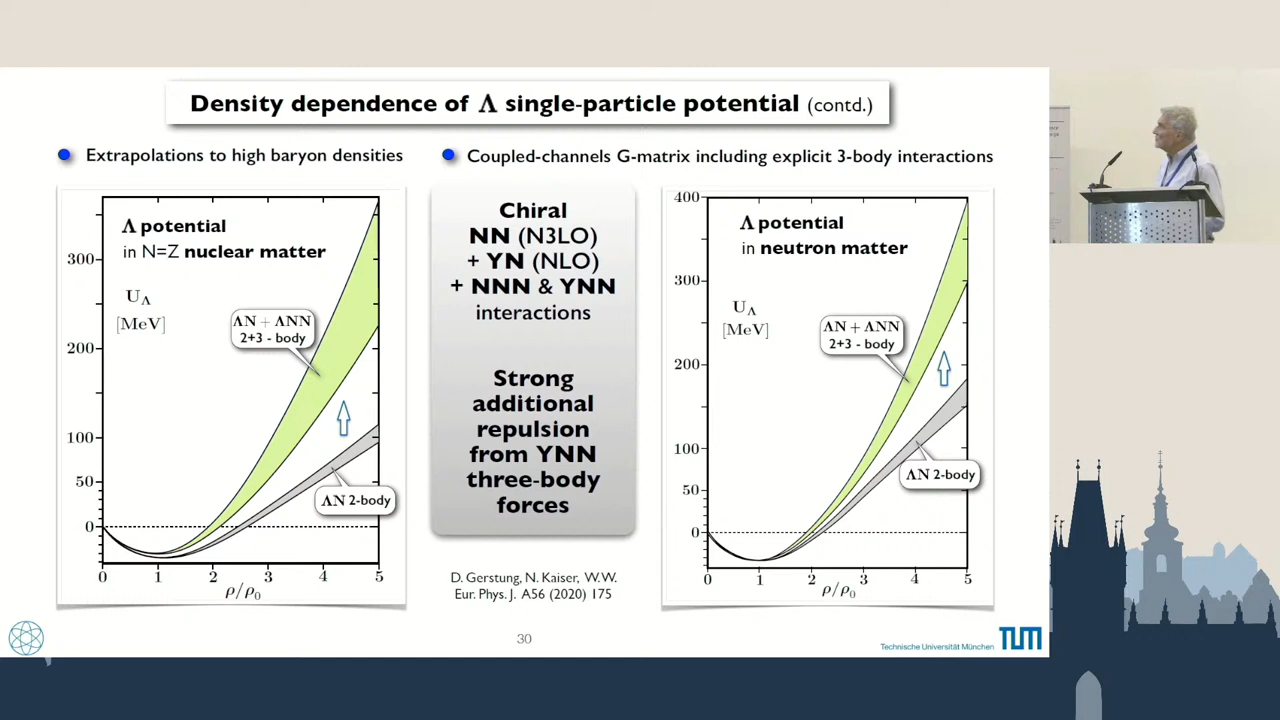 Density dependence of Λ single-particle potential (contd.)
Extrapolations to high baryon densities
Coupled-channels G-matrix including explicit 3-body interactions
Λ potential
in N=Z nuclear matter
U_Λ
[MeV]
ΛN + ΛNN
2+3 - body
ΛN 2-body
300
200
100
50
0
0 1 2 3 4 5
ρ/ρ₀
Chiral
NN (N3LO)
+ YN (NLO)
+ NNN & YNN
interactions
Strong
additional
repulsion
from YNN
three-body
forces
D. Gerstung, N. Kaiser, W.W.
Eur. Phys. J. A56 (2020) 175
Λ potential
in neutron matter
U_Λ
[MeV]
ΛN + ΛNN
2+3 - body
ΛN 2-body
400
300
200
100
50
0
0 1 2 3 4 5
ρ/ρ₀
30
Technische Universität München
TUM